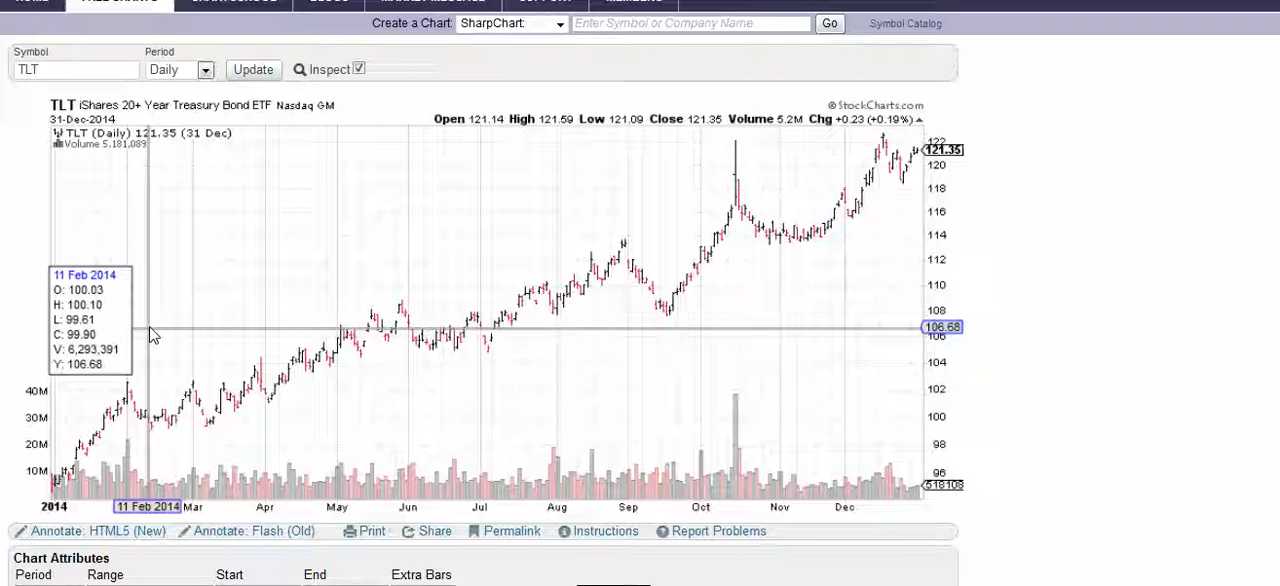 Create a Chart: SharpChart: Enter Symbol or Company Name Go Symbol Catalog
Symbol Period
TLT Daily Update Inspect
TLT iShares 20+ Year Treasury Bond ETF Nasdaq GM © StockCharts.com
31-Dec-2014 Open 121.14 High 121.59 Low 121.09 Close 121.35 Volume 5.2M Chg +0.23 (+0.19%)
TLT (Daily) 121.35 (31 Dec)
Volume 5,181,089
122
121.35
120
118
116
114
112
110
108
106.68
106
104
102
100
98
96
11 Feb 2014
O: 100.03
H: 100.10
L: 99.61
C: 99.90
V: 6,293,391
Y: 106.68
40M
30M
20M
10M
2014 11 Feb 2014 Mar Apr May Jun Jul Aug Sep Oct Nov Dec
Annotate: HTML5 (New) Annotate: Flash (Old) Print Share Permalink Instructions Report Problems
Chart Attributes
Period Range Start End Extra Bars